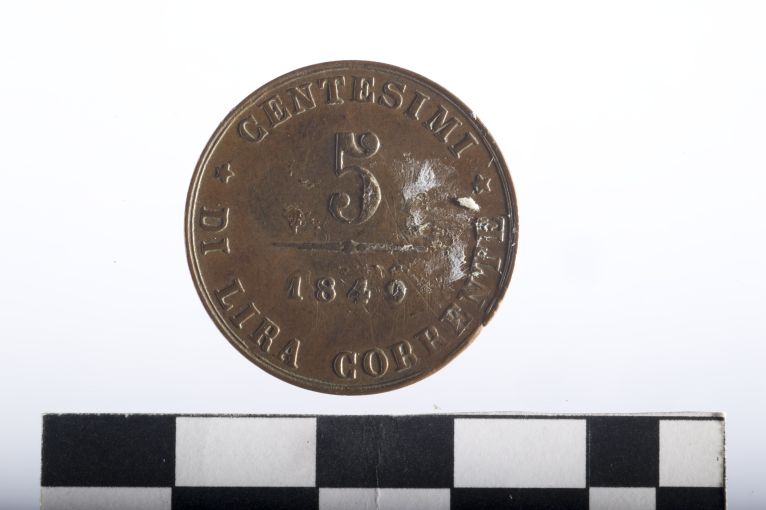 CENTESIMI
5
1849
DI LIRA CORRENTE